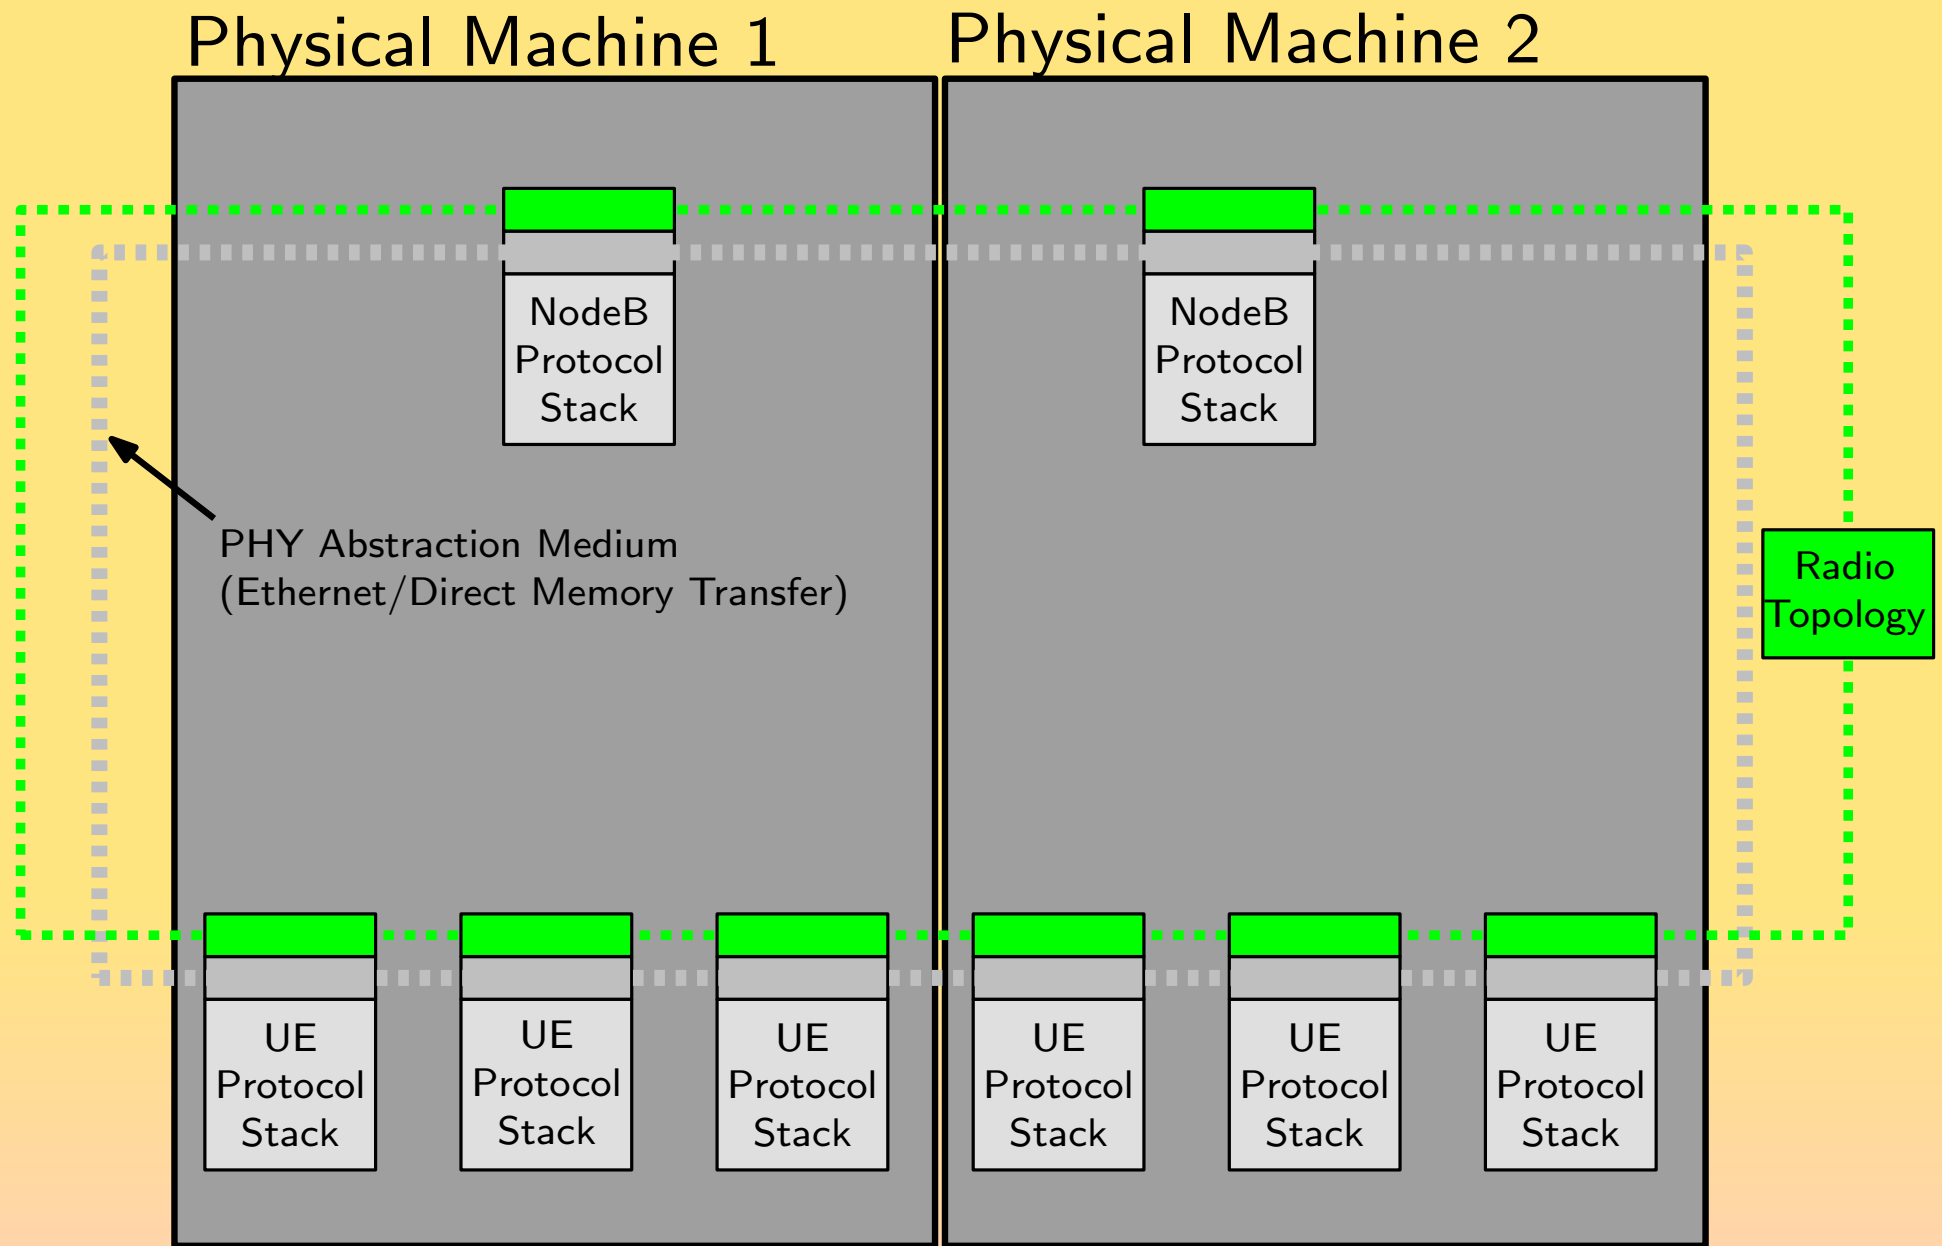 Physical Machine 1
Physical Machine 2
NodeB
Protocol
Stack
NodeB
Protocol
Stack
PHY Abstraction Medium
(Ethernet/Direct Memory Transfer)
Radio
Topology
UE
Protocol
Stack
UE
Protocol
Stack
UE
Protocol
Stack
UE
Protocol
Stack
UE
Protocol
Stack
UE
Protocol
Stack